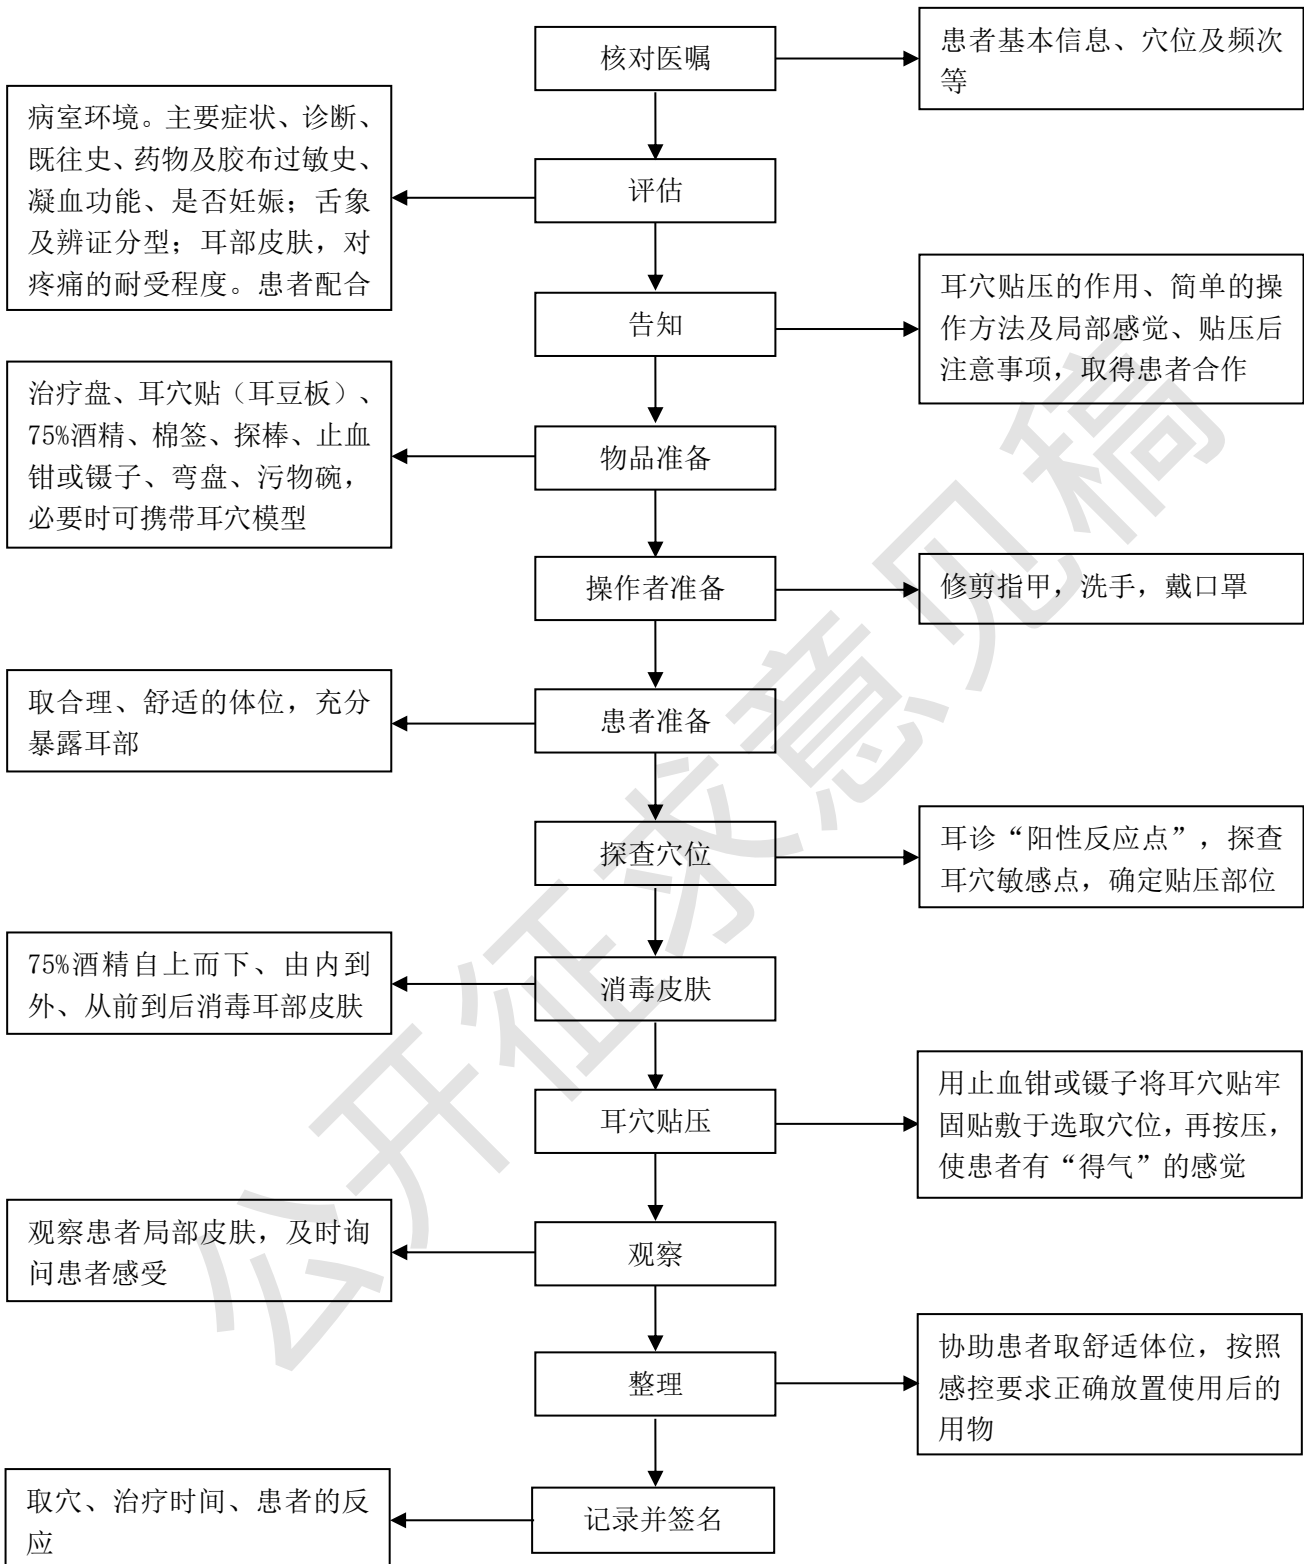 核对医嘱
患者基本信息、穴位及频次
等
病室环境。主要症状、诊断、
既往史、药物及胶布过敏史、
凝血功能、是否妊娠；舌象
及辨证分型；耳部皮肤，对
疼痛的耐受程度。患者配合
评估
告知
耳穴贴压的作用、简单的操
作方法及局部感觉、贴压后
注意事项，取得患者合作
治疗盘、耳穴贴（耳豆板）、
75%酒精、棉签、探棒、止血
钳或镊子、弯盘、污物碗，
必要时可携带耳穴模型
物品准备
操作者准备
修剪指甲，洗手，戴口罩
取合理、舒适的体位，充分
暴露耳部
患者准备
探查穴位
耳诊“阳性反应点”，探查
耳穴敏感点，确定贴压部位
75%酒精自上而下、由内到
外、从前到后消毒耳部皮肤
消毒皮肤
耳穴贴压
用止血钳或镊子将耳穴贴牢
固贴敷于选取穴位，再按压，
使患者有“得气”的感觉
观察患者局部皮肤，及时询
问患者感受
观察
整理
协助患者取舒适体位，按照
感控要求正确放置使用后的
用物
取穴、治疗时间、患者的反
应
记录并签名
公开征求意见稿